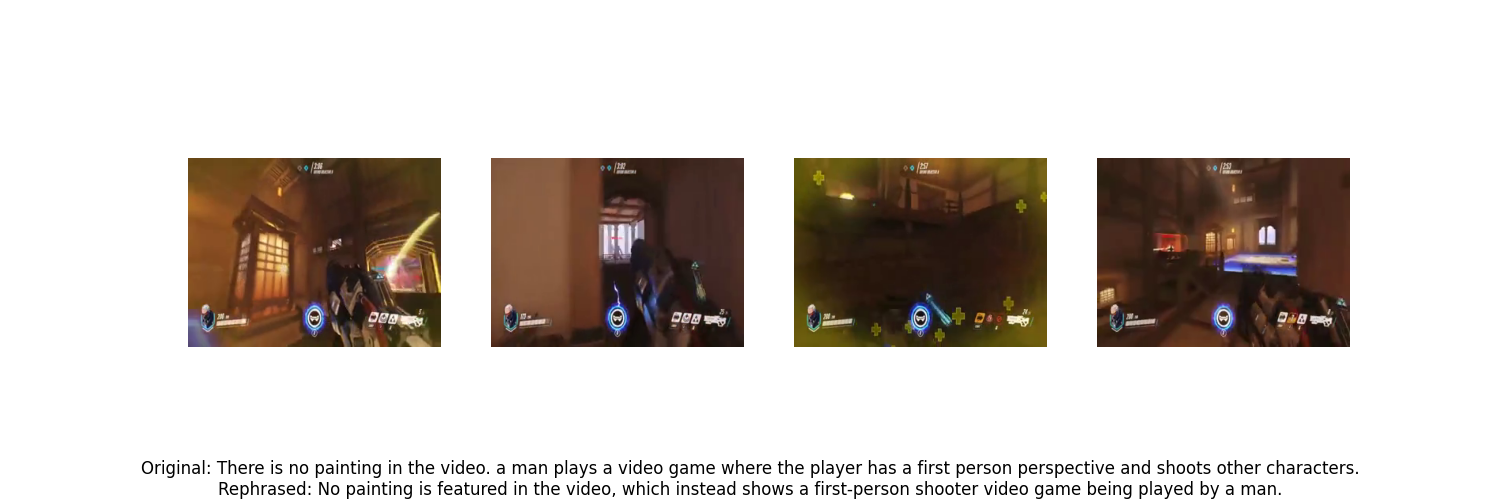 Original: There is no painting in the video. a man plays a video game where the player has a first person perspective and shoots other characters.
Rephrased: No painting is featured in the video, which instead shows a first-person shooter video game being played by a man.